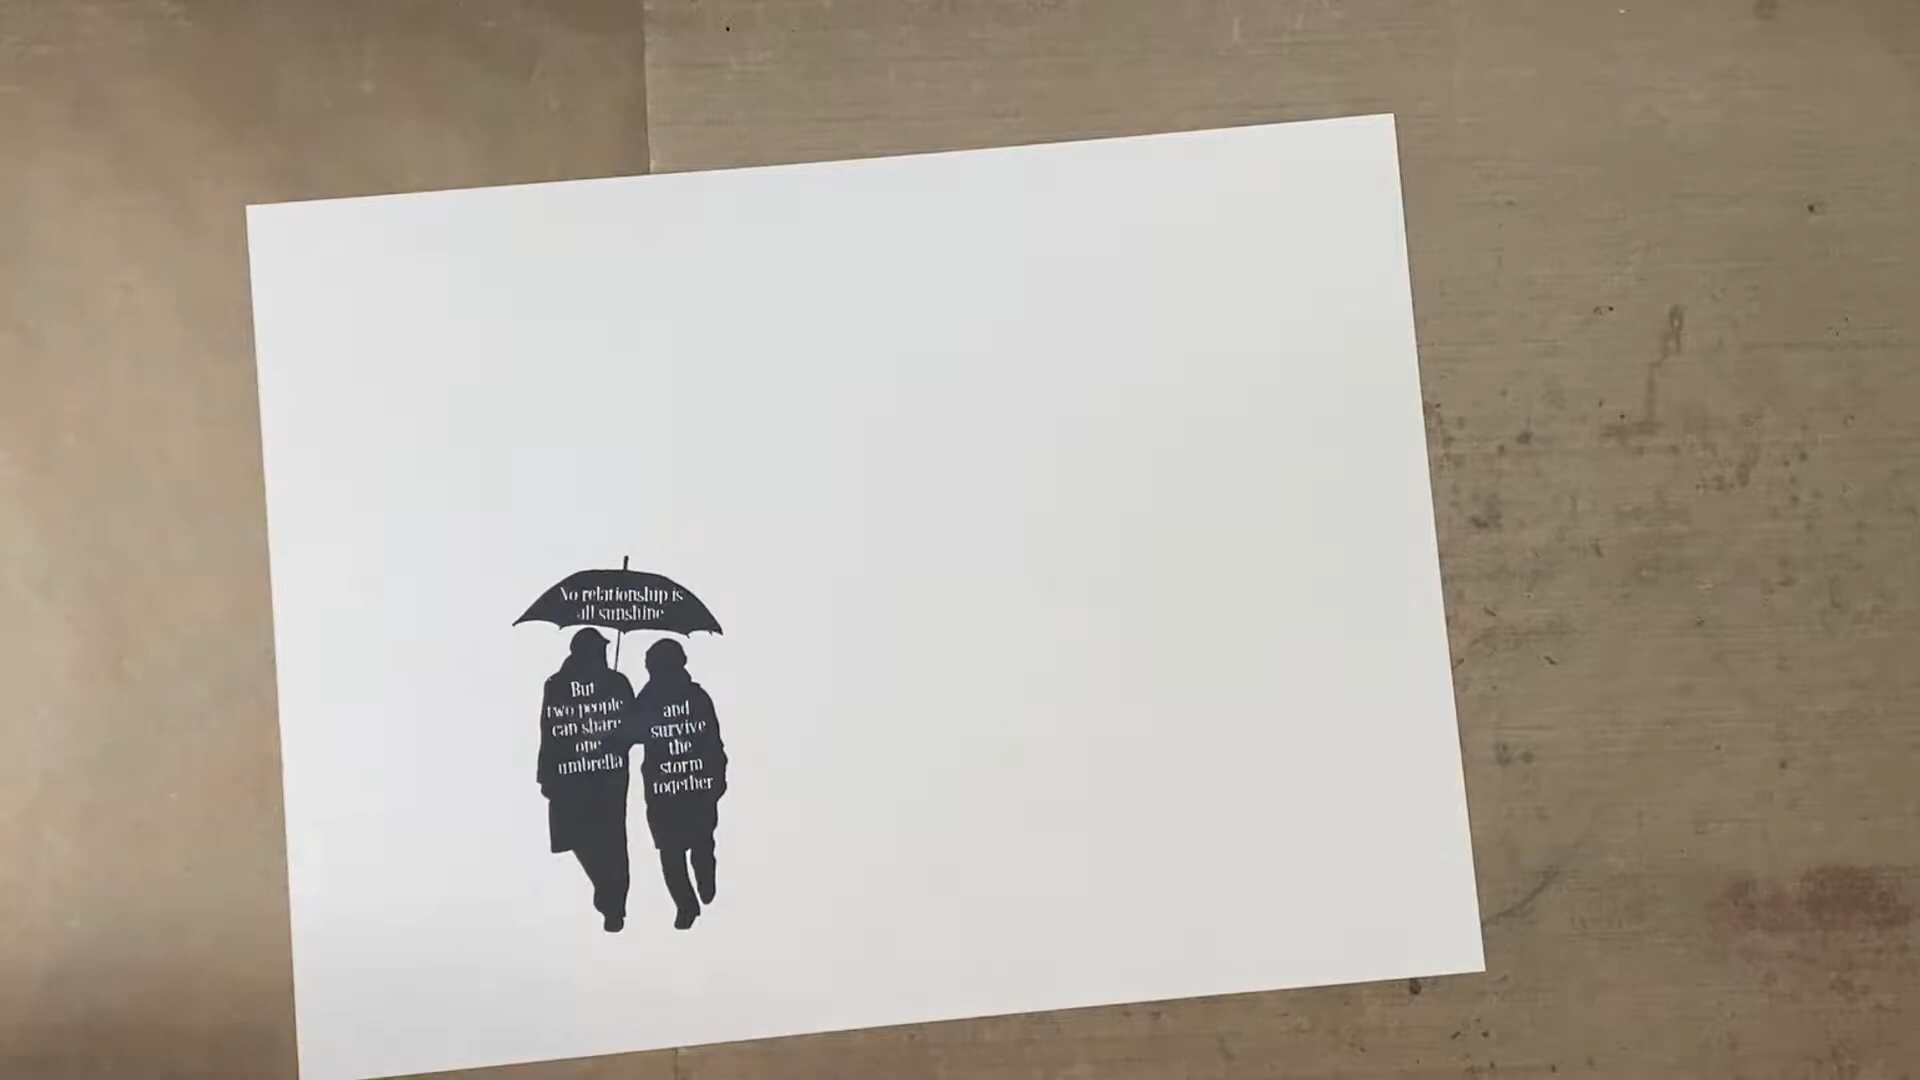 No relationship is
all sunshine
But
two people
can share
one
umbrella
and
survive
the
storm
together